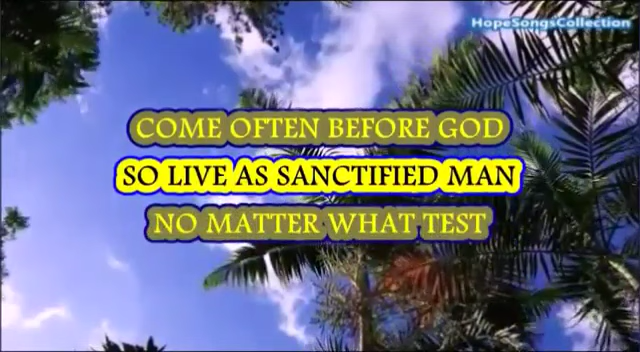 HopeSongsCollection
COME OFTEN BEFORE GOD
SO LIVE AS SANCTIFIED MAN
NO MATTER WHAT TEST